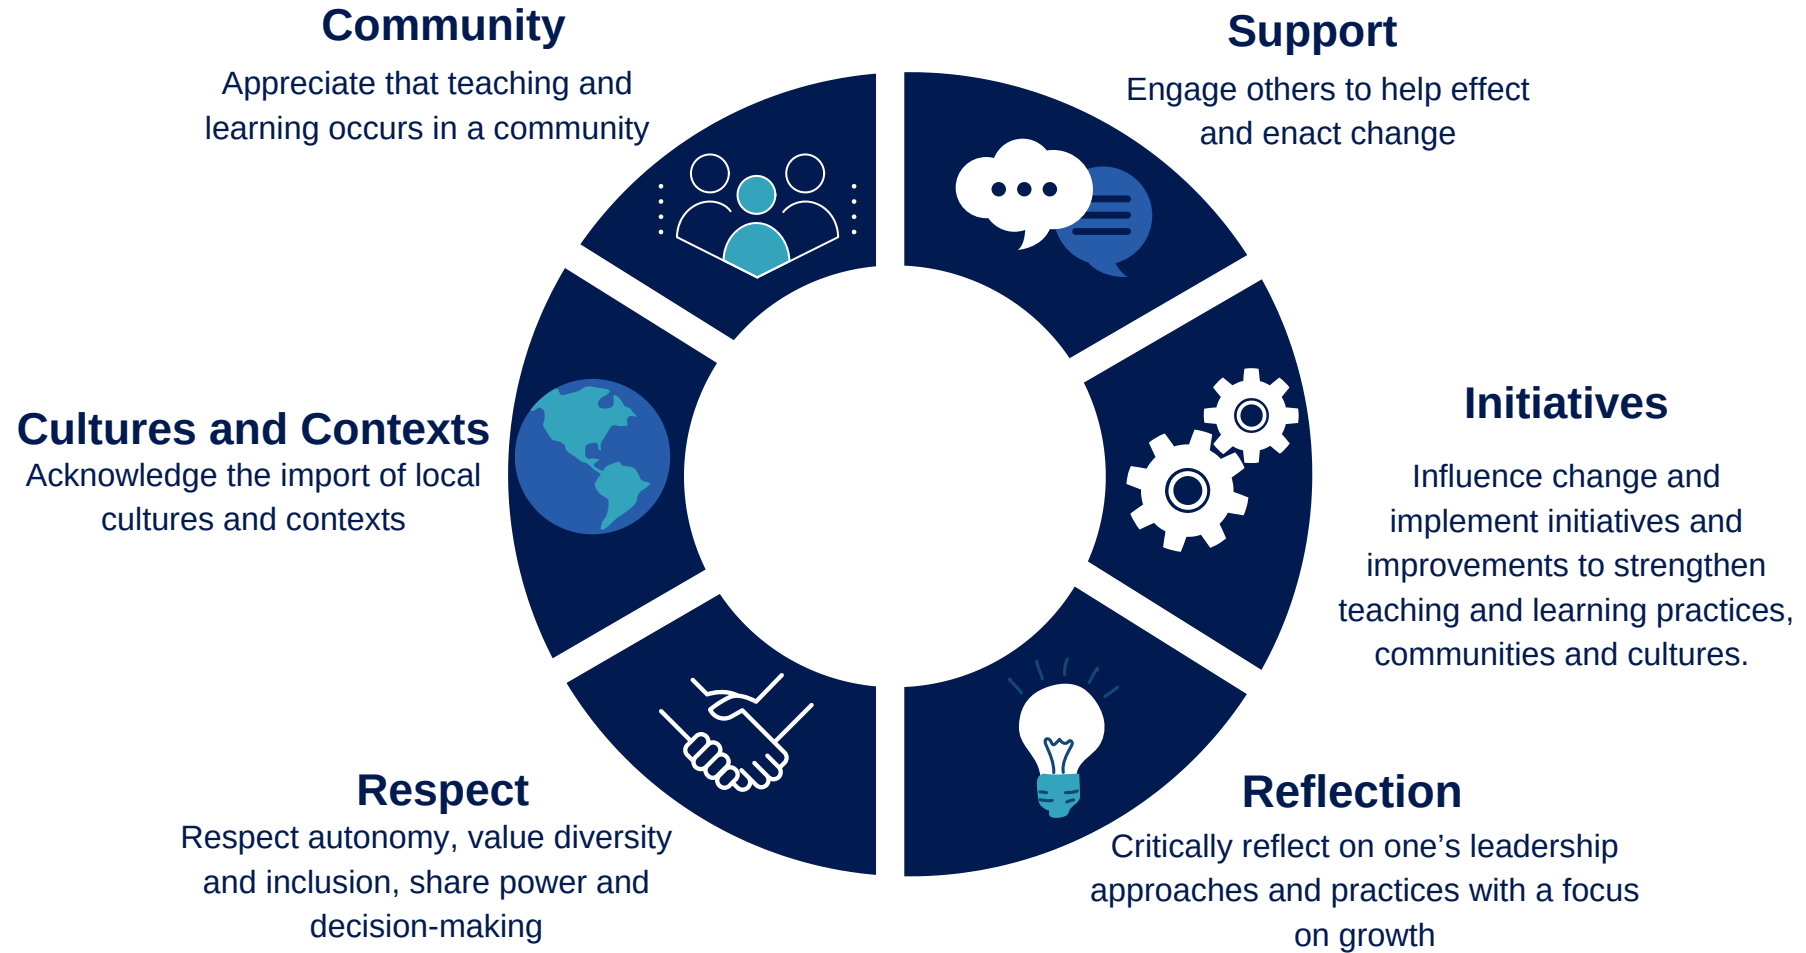 Community
Appreciate that teaching and
learning occurs in a community
Support
Engage others to help effect
and enact change
Cultures and Contexts
Acknowledge the import of local
cultures and contexts
Initiatives
Influence change and
implement initiatives and
improvements to strengthen
teaching and learning practices,
communities and cultures.
Respect
Respect autonomy, value diversity
and inclusion, share power and
decision-making
Reflection
Critically reflect on one’s leadership
approaches and practices with a focus
on growth